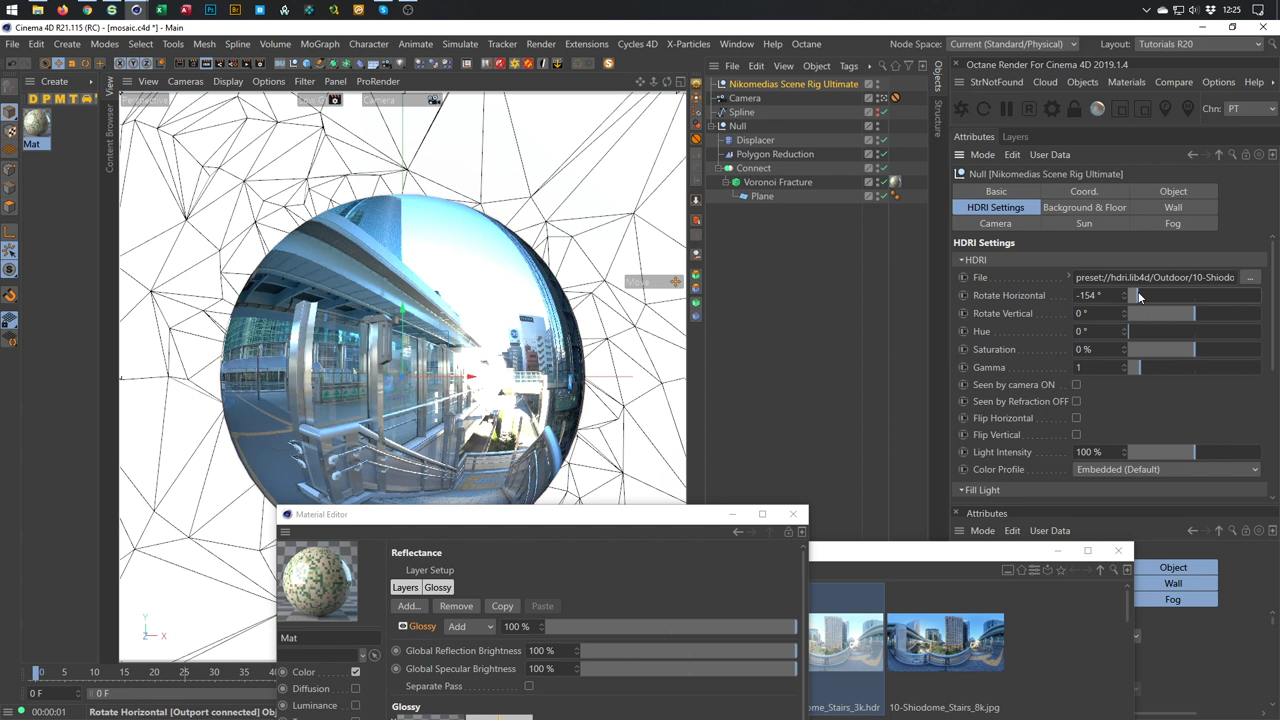 12:25
Cinema 4D R21.115 (RC) - [mosaic.c4d *] - Main
File Edit Create Modes Select Tools Mesh Spline Volume MoGraph Character Animate Simulate Tracker Render Extensions Cycles 4D X-Particles Window Help Octane
Node Space: Current (Standard/Physical) Layout: Tutorials R20
Create
View Cameras Display Options Filter Panel ProRender
File Edit View Object Tags
Octane Render For CINEMA 4D 2019.1.4
StrNotFound Cloud Objects Materials Compare Options Help
Chn: PT
D P M T
Perspective
Camera
View
Content Browser
Mat
Move
Objects
Structure
Nikomedias Scene Rig Ultimate
Camera
Spline
Null
Displacer
Polygon Reduction
Connect
Voronoi Fracture
Plane
Attributes Layers
Mode Edit User Data
Null [Nikomedias Scene Rig Ultimate]
Basic Coord. Object
HDRI Settings Background & Floor Wall
Camera Sun Fog
HDRI Settings
HDRI
File preset://hdri.lib4d/Outdoor/10-Shiodo ...
Rotate Horizontal -154 °
Rotate Vertical 0 °
Hue 0 °
Saturation 0 %
Gamma 1
Seen by camera ON
Seen by Refraction OFF
Flip Horizontal
Flip Vertical
Light Intensity 100 %
Color Profile Embedded (Default)
Fill Light
Attributes
Mode Edit User Data
Object
Wall
Fog
Material Editor
Reflectance
Layer Setup
Layers Glossy
Add... Remove Copy Paste
Glossy Add 100 %
Global Reflection Brightness 100 %
Global Specular Brightness 100 %
Separate Pass
Glossy
Mat
Color
Diffusion
Luminance
ome_Stairs_3k.hdr 10-Shiodome_Stairs_8k.jpg
Y
Z X
0 5 10 15 20 25 30 35 40
0 F 0 F
00:00:01 Rotate Horizontal [Outport connected] Obj